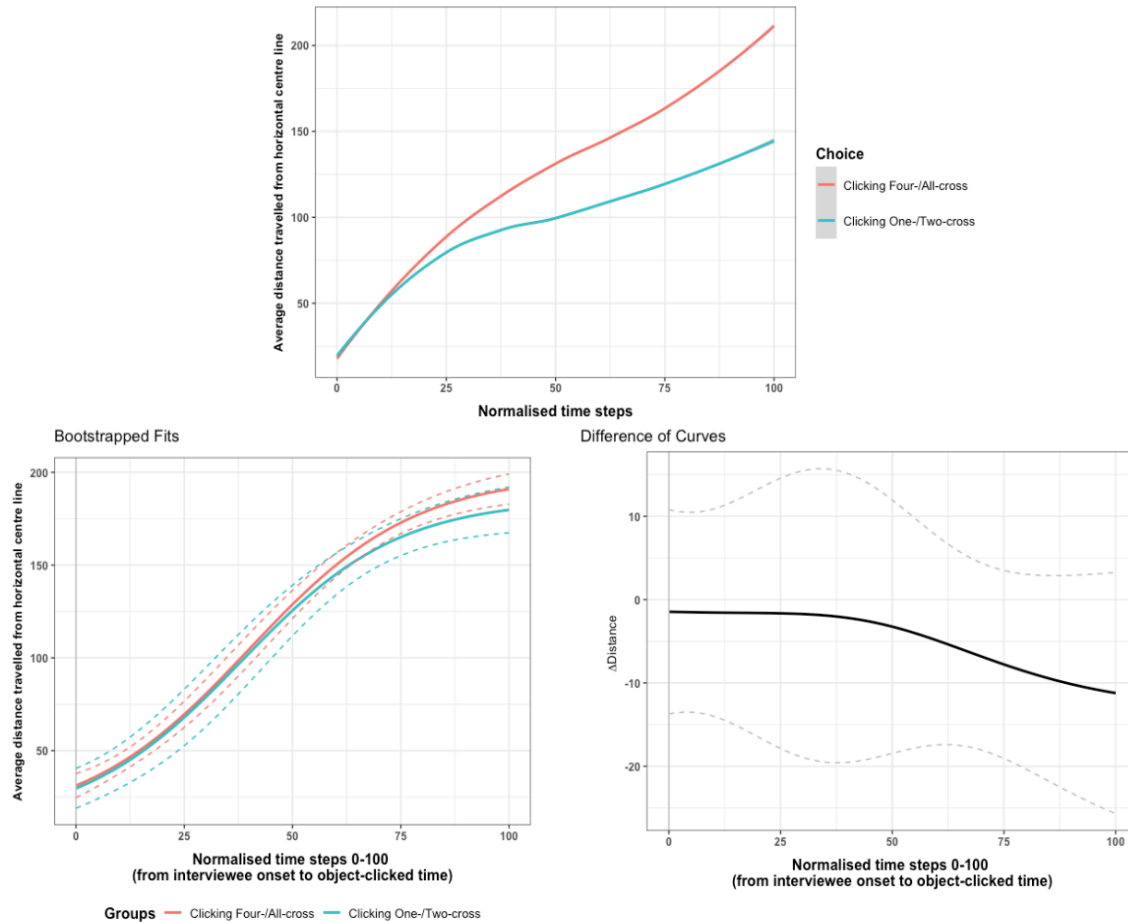 Average distance travelled from horizontal centre line
200
150
100
50
0
25
50
75
100
Normalised time steps
Choice
Clicking Four-/All-cross
Clicking One-/Two-cross
Bootstrapped Fits
Average distance travelled from horizontal centre line
200
150
100
50
0
25
50
75
100
Normalised time steps 0-100
(from interviewee onset to object-clicked time)
Groups Clicking Four-/All-cross Clicking One-/Two-cross
Difference of Curves
ΔDistance
10
0
-10
-20
0
25
50
75
100
Normalised time steps 0-100
(from interviewee onset to object-clicked time)